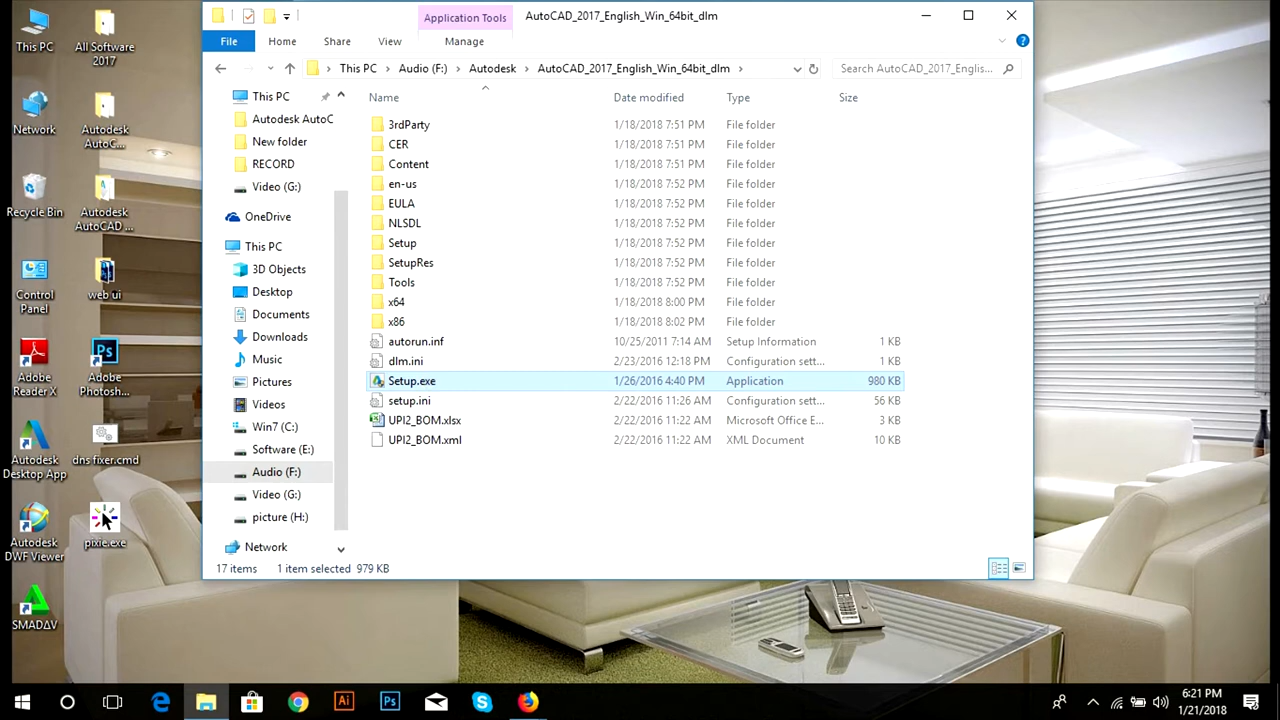 Application Tools
AutoCAD_2017_English_Win_64bit_dlm
File Home Share View Manage
This PC > Audio (F:) > Autodesk > AutoCAD_2017_English_Win_64bit_dlm >
Search AutoCAD_2017_Englis...
This PC
All Software 2017
Network
Autodesk AutoC...
Recycle Bin
Autodesk AutoCAD ...
Control Panel
web ui
Adobe Reader X
Adobe Photosh...
Autodesk Desktop App
dns fixer.cmd
Autodesk DWF Viewer
pixie.exe
SMADΔV
This PC
Autodesk AutoC
New folder
RECORD
Video (G:)
OneDrive
This PC
3D Objects
Desktop
Documents
Downloads
Music
Pictures
Videos
Win7 (C:)
Software (E:)
Audio (F:)
Video (G:)
picture (H:)
Network
Name Date modified Type Size
3rdParty 1/18/2018 7:51 PM File folder
CER 1/18/2018 7:51 PM File folder
Content 1/18/2018 7:51 PM File folder
en-us 1/18/2018 7:52 PM File folder
EULA 1/18/2018 7:52 PM File folder
NLSDL 1/18/2018 7:52 PM File folder
Setup 1/18/2018 7:52 PM File folder
SetupRes 1/18/2018 7:52 PM File folder
Tools 1/18/2018 7:52 PM File folder
x64 1/18/2018 8:00 PM File folder
x86 1/18/2018 8:02 PM File folder
autorun.inf 10/25/2011 7:14 AM Setup Information 1 KB
dlm.ini 2/23/2016 12:18 PM Configuration sett... 1 KB
Setup.exe 1/26/2016 4:40 PM Application 980 KB
setup.ini 2/22/2016 11:26 AM Configuration sett... 56 KB
UPI2_BOM.xlsx 2/22/2016 11:22 AM Microsoft Office E... 3 KB
UPI2_BOM.xml 2/22/2016 11:22 AM XML Document 10 KB
17 items 1 item selected 979 KB
Ai Ps
6:21 PM
1/21/2018